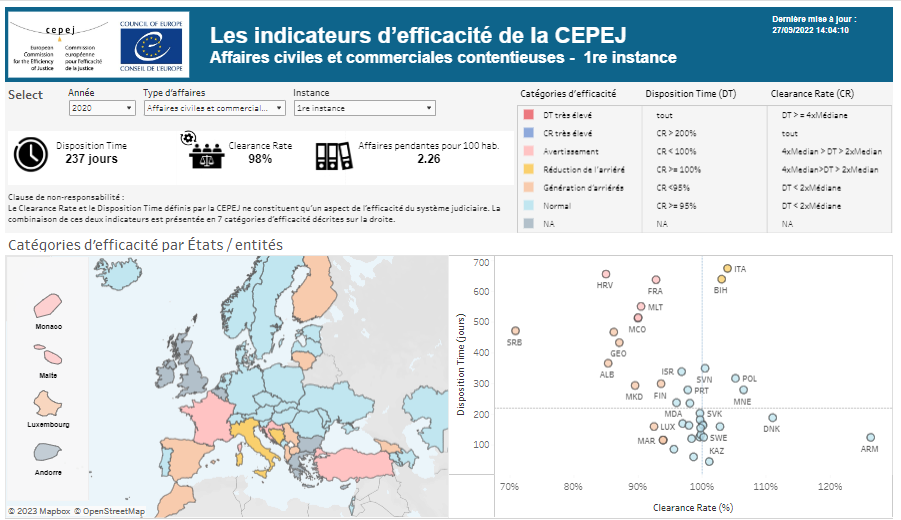 cepej
European Commission for the Efficiency of Justice
Commission européenne pour l'efficacité de la justice
COUNCIL OF EUROPE
CONSEIL DE L'EUROPE
Les indicateurs d'efficacité de la CEPEJ
Affaires civiles et commerciales contentieuses - 1re instance
Dernière mise à jour :
27/09/2022 14:04:10
Select
Année
2020
Type d'affaires
Affaires civiles et commercial...
Instance
1re instance
Disposition Time
237 jours
Clearance Rate
98%
Affaires pendantes pour 100 hab.
2.26
Clause de non-responsabilité :
Le Clearance Rate et le Disposition Time définis par la CEPEJ ne constituent qu'un aspect de l'efficacité du système judiciaire. La
combinaison de ces deux indicateurs est présentée en 7 catégories d'efficacité décrites sur la droite.
Catégories d'efficacité Disposition Time (DT) Clearance Rate (CR)
DT très élevé tout DT > = 4xMédiane
CR très élevé CR > 200% tout
Avertissement CR < 100% 4xMedian > DT > 2xMedian
Réduction de l'arriéré CR >= 100% 4xMedian>DT > 2xMedian
Génération d'arriérés CR <95% DT < 2xMédiane
Normal CR >= 95% DT < 2xMédiane
NA NA NA
Catégories d'efficacité par États / entités
Monaco
Malte
Luxembourg
Andorre
© 2023 Mapbox © OpenStreetMap
Disposition Time (jours)
700
600
500
400
300
200
100
ITA
BIH
HRV
FRA
MLT
MCO
SRB
GEO
ALB
ISR
SVN
POL
MKD
FIN
PRT
MNE
MDA
SVK
LUX
DNK
MAR
SWE
KAZ
ARM
70% 80% 90% 100% 110% 120%
Clearance Rate (%)